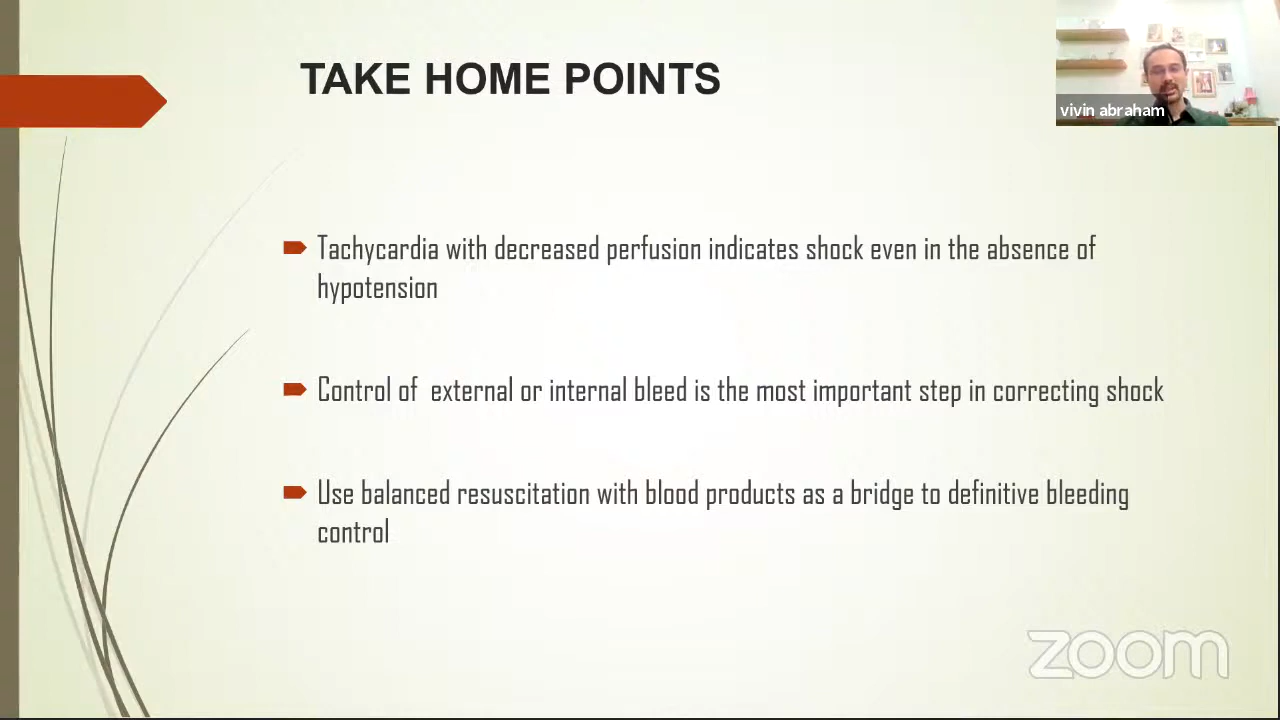 TAKE HOME POINTS
vivin abraham
Tachycardia with decreased perfusion indicates shock even in the absence of
hypotension
Control of  external or internal bleed is the most important step in correcting shock
Use balanced resuscitation with blood products as a bridge to definitive bleeding
control
zoom